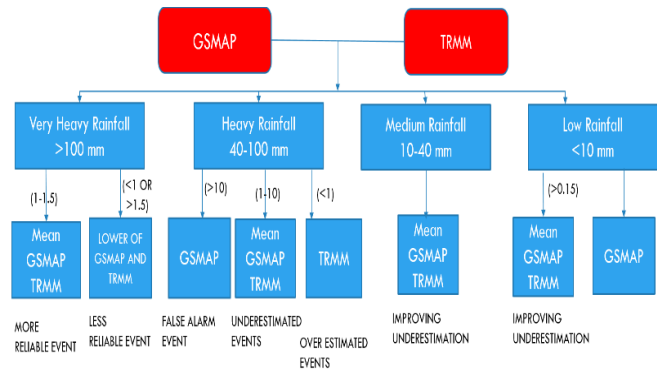 GSMAP
TRMM
Very Heavy Rainfall
>100 mm
Heavy Rainfall
40-100 mm
Medium Rainfall
10-40 mm
Low Rainfall
<10 mm
(1-1.5)
(<1 OR
>1.5)
(>10)
(1-10)
(<1)
(>0.15)
Mean
GSMAP
TRMM
LOWER OF
GSMAP AND
TRMM
GSMAP
Mean
GSMAP
TRMM
TRMM
Mean
GSMAP
TRMM
Mean
GSMAP
TRMM
GSMAP
MORE
RELIABLE EVENT
LESS
RELIABLE EVENT
FALSE ALARM
EVENT
UNDERESTIMATED
EVENTS
OVER ESTIMATED
EVENTS
IMPROVING
UNDERESTIMATION
IMPROVING
UNDERESTIMATION